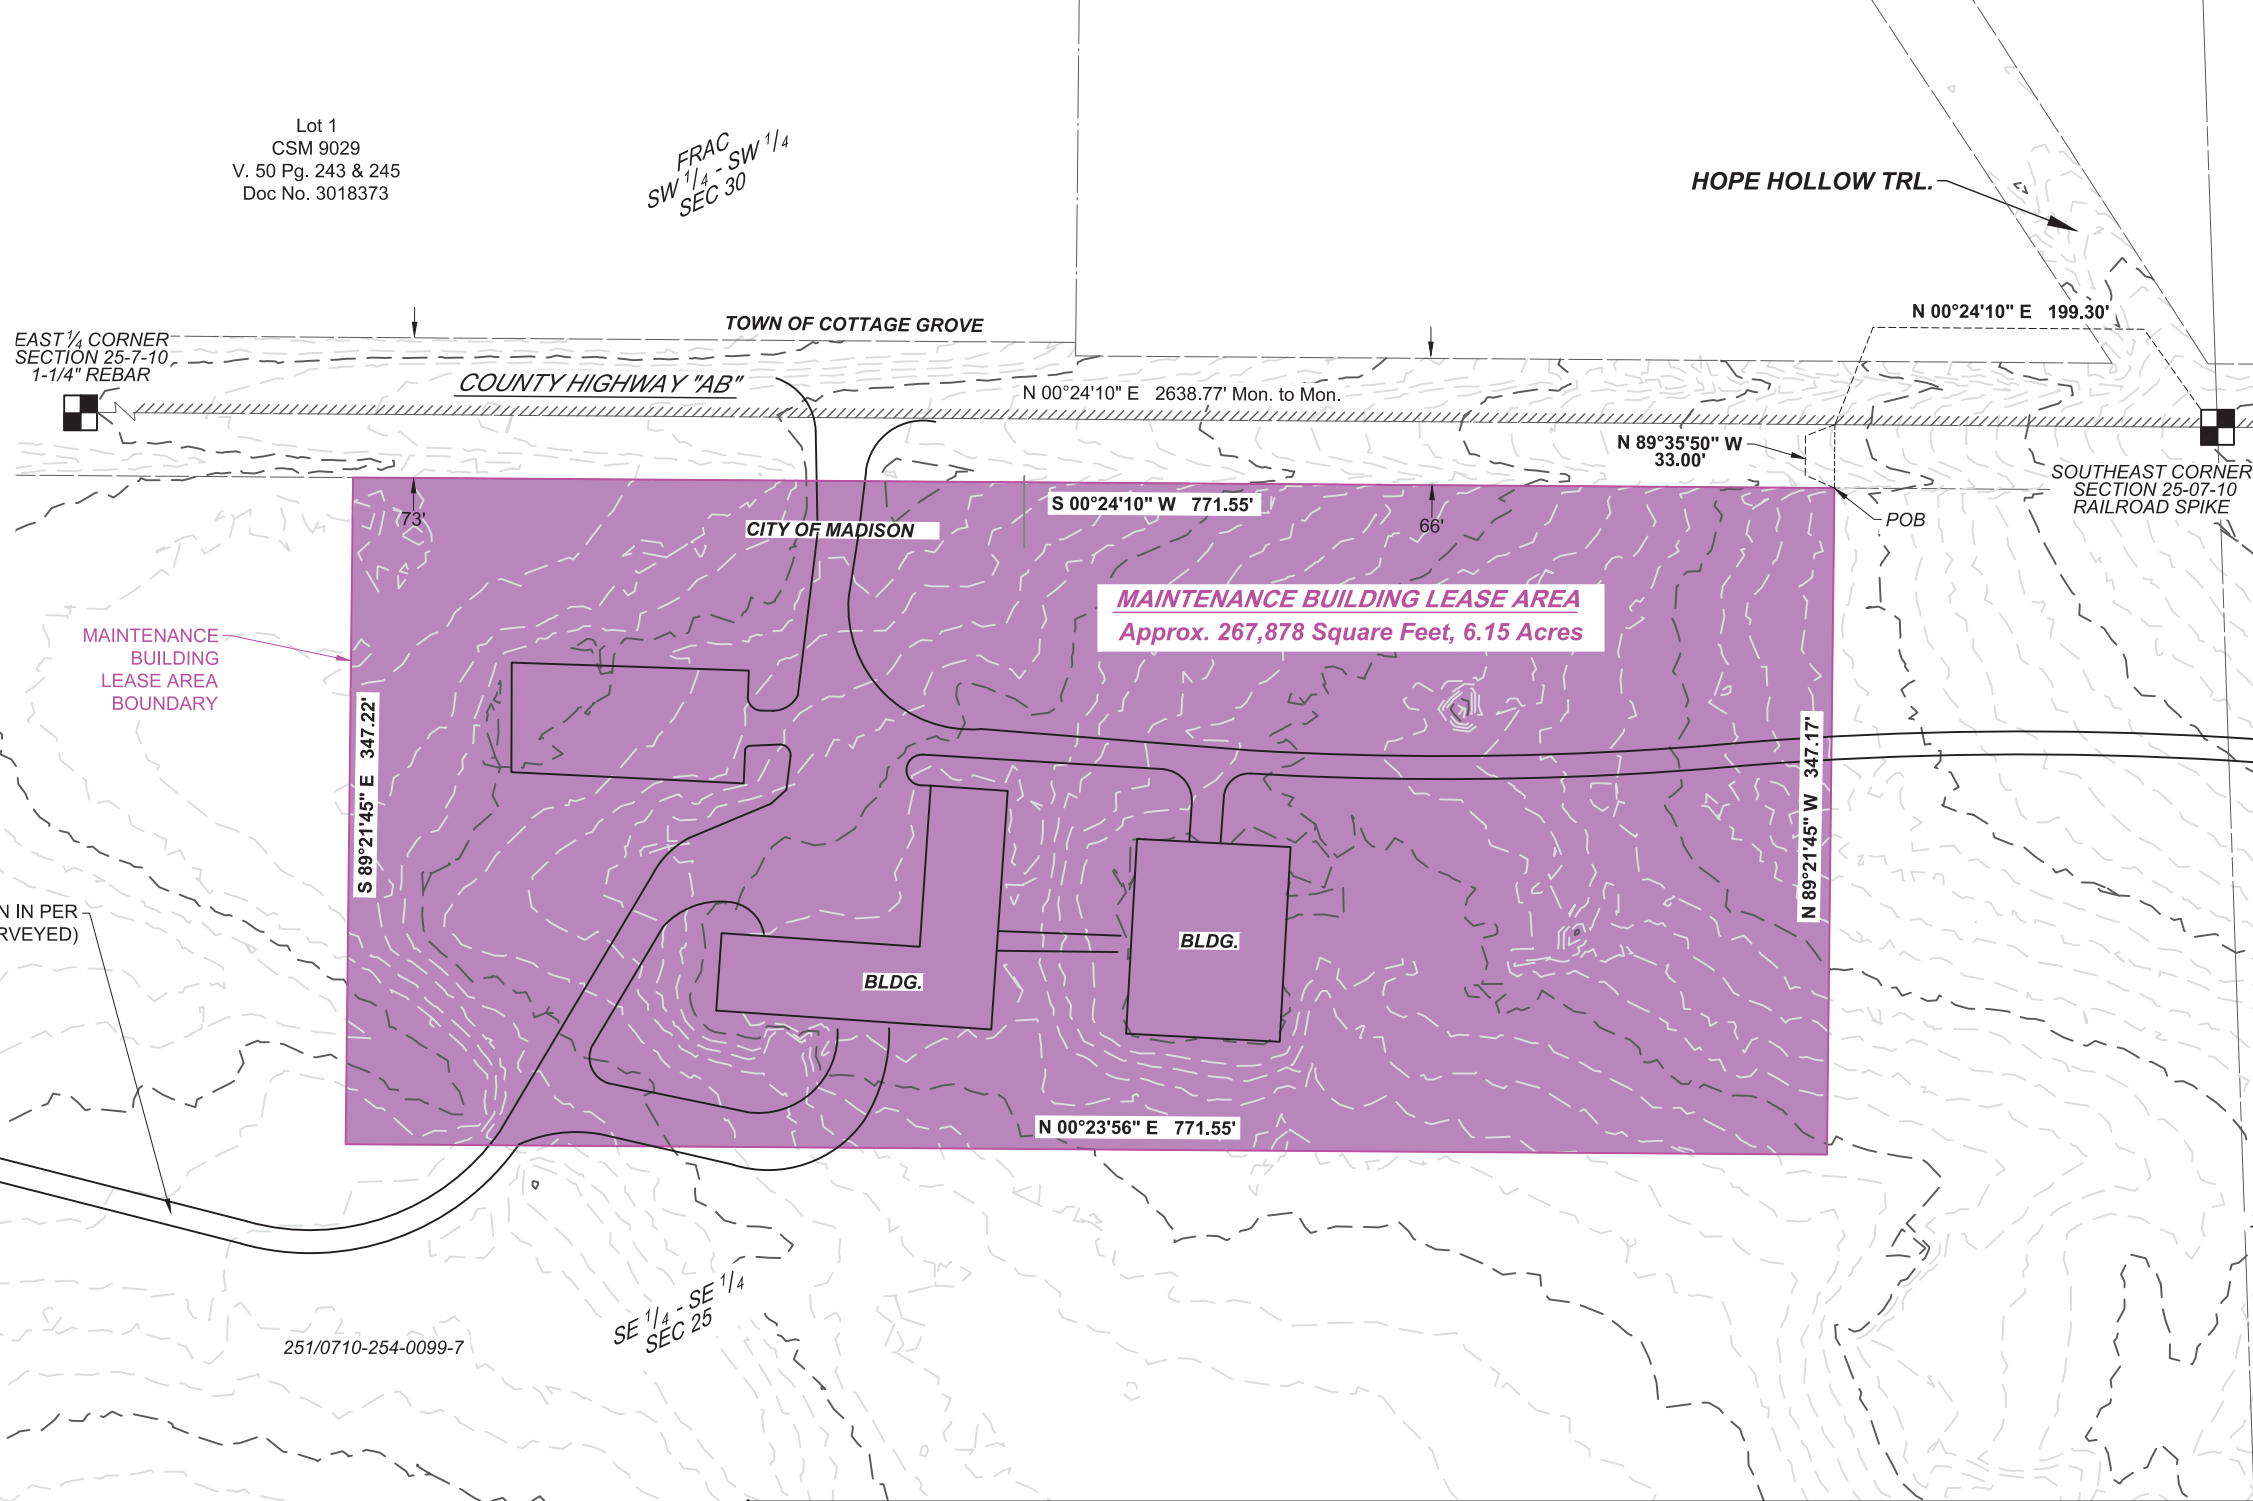 Lot 1
CSM 9029
V. 50 Pg. 243 & 245
Doc No. 3018373
FRAC
SW 1/4 - SW 1/4
SEC 30
HOPE HOLLOW TRL.
N 00°24'10" E 199.30'
TOWN OF COTTAGE GROVE
EAST 1/4 CORNER
SECTION 25-7-10
1-1/4" REBAR
COUNTY HIGHWAY "AB"
N 00°24'10" E 2638.77' Mon. to Mon.
N 89°35'50" W
33.00'
SOUTHEAST CORNER
SECTION 25-07-10
RAILROAD SPIKE
POB
S 00°24'10" W 771.55'
73'
66'
CITY OF MADISON
MAINTENANCE BUILDING LEASE AREA
Approx. 267,878 Square Feet, 6.15 Acres
MAINTENANCE
BUILDING
LEASE AREA
BOUNDARY
S 89°21'45" E 347.22'
N 89°21'45" W 347.17'
N IN PER
RVEYED)
BLDG.
BLDG.
N 00°23'56" E 771.55'
SE 1/4 - SE 1/4
SEC 25
251/0710-254-0099-7